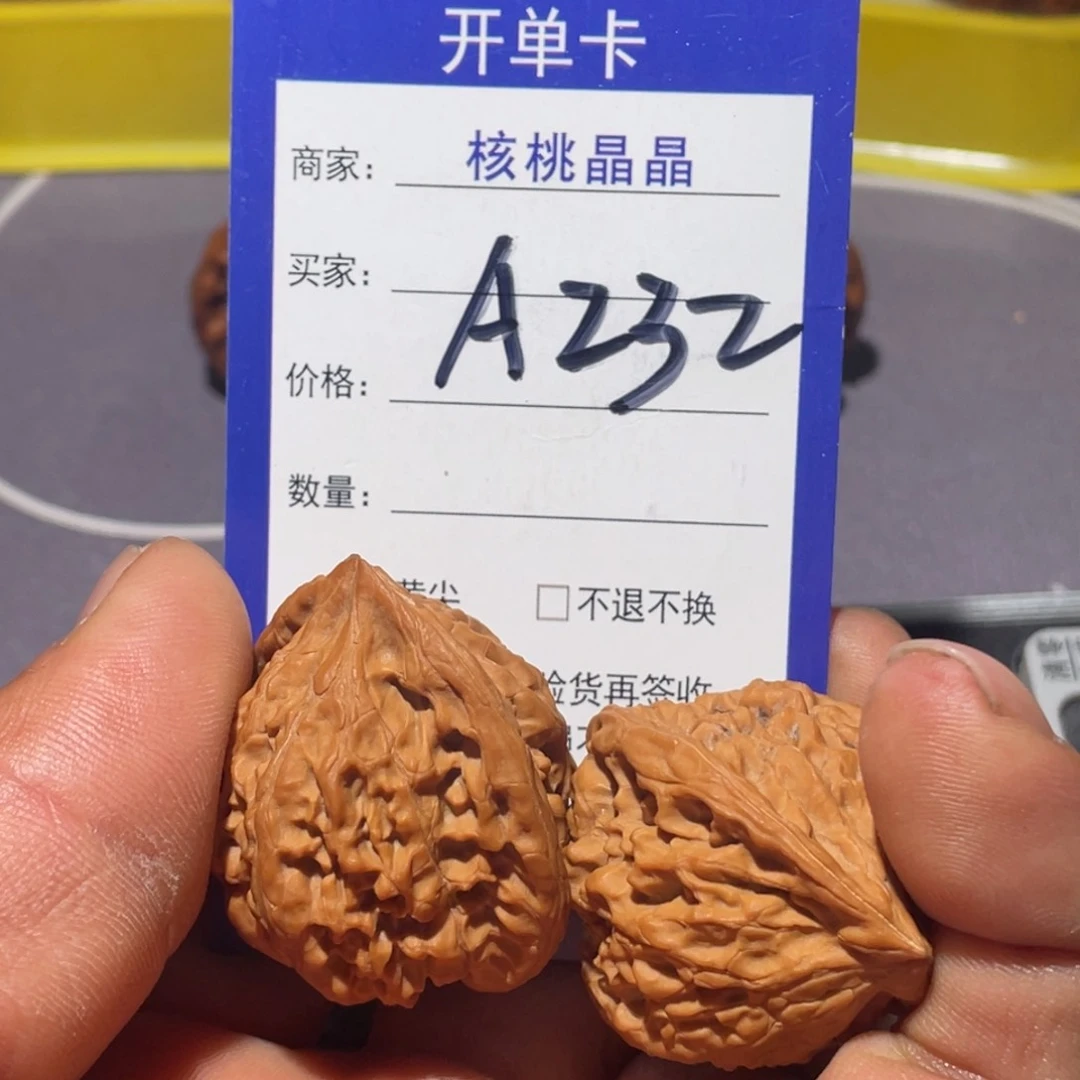 开单卡
商家： 核桃晶晶
买家：
A232
价格：
数量：
□不退不换
验货再签收